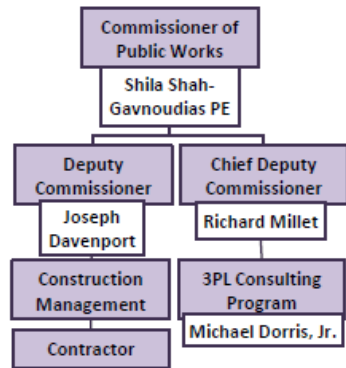 Commissioner of
Public Works
Shila Shah-
Gavnoudias PE
Deputy
Commissioner
Joseph
Davenport
Chief Deputy
Commissioner
Richard Millet
Construction
Management
Contractor
3PL Consulting
Program
Michael Dorris, Jr.